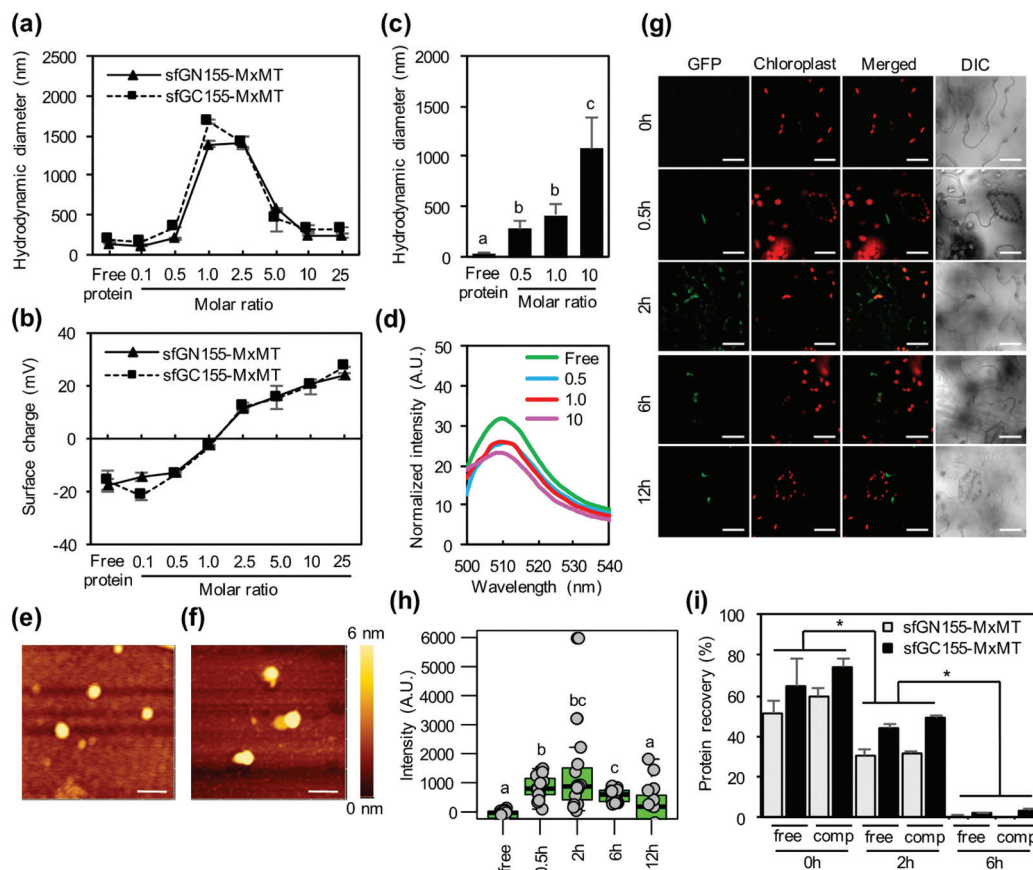 (a)
Hydrodynamic diameter (nm)
2500
2000
1500
1000
500
0
sfGN155-MxMT
sfGC155-MxMT
Free protein
0.1
0.5
1.0
2.5
5.0
10
25
Molar ratio
(b)
Surface charge (mV)
40
20
0
-20
-40
sfGN155-MxMT
sfGC155-MxMT
Free protein
0.1
0.5
1.0
2.5
5.0
10
25
Molar ratio
(c)
Hydrodynamic diameter (nm)
2000
1500
1000
500
0
a
b
b
c
Free protein
0.5
1.0
10
Molar ratio
(d)
Normalized intensity (A.U.)
50
40
30
20
10
0
Free
0.5
1.0
10
500
510
520
530
540
Wavelength (nm)
(e)
(f)
6 nm
0 nm
(g)
GFP
Chloroplast
Merged
DIC
0h
0.5h
2h
6h
12h
(h)
Intensity (A.U.)
6000
5000
4000
3000
2000
1000
0
a
b
bc
c
a
free
0.5h
2h
6h
12h
(i)
Protein recovery (%)
100
80
60
40
20
0
sfGN155-MxMT
sfGC155-MxMT
*
*
free
comp
free
comp
free
comp
0h
2h
6h